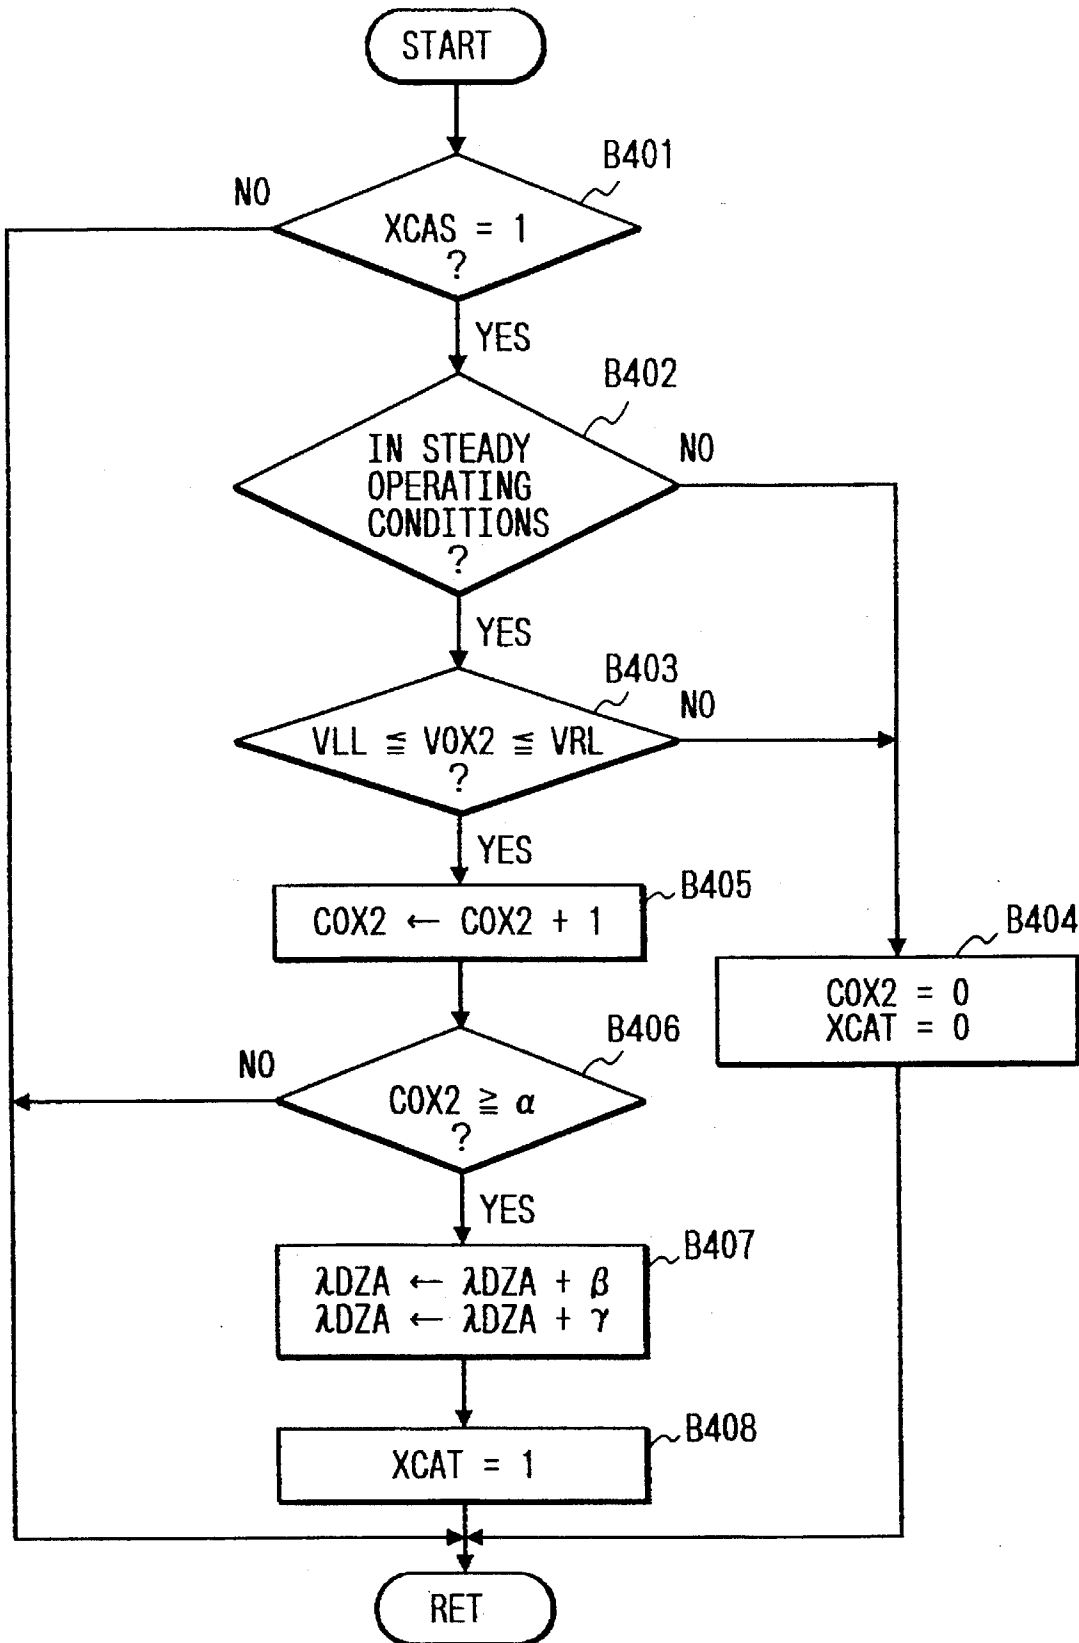 START
B401
NO
XCAS = 1
?
YES
B402
IN STEADY
OPERATING
CONDITIONS
?
NO
YES
B403
NO
VLL ≦ VOX2 ≦ VRL
?
YES
B405
COX2 ← COX2 + 1
B404
COX2 = 0
XCAT = 0
B406
NO
COX2 ≧ α
?
YES
B407
λDZA ← λDZA + β
λDZA ← λDZA + γ
B408
XCAT = 1
RET